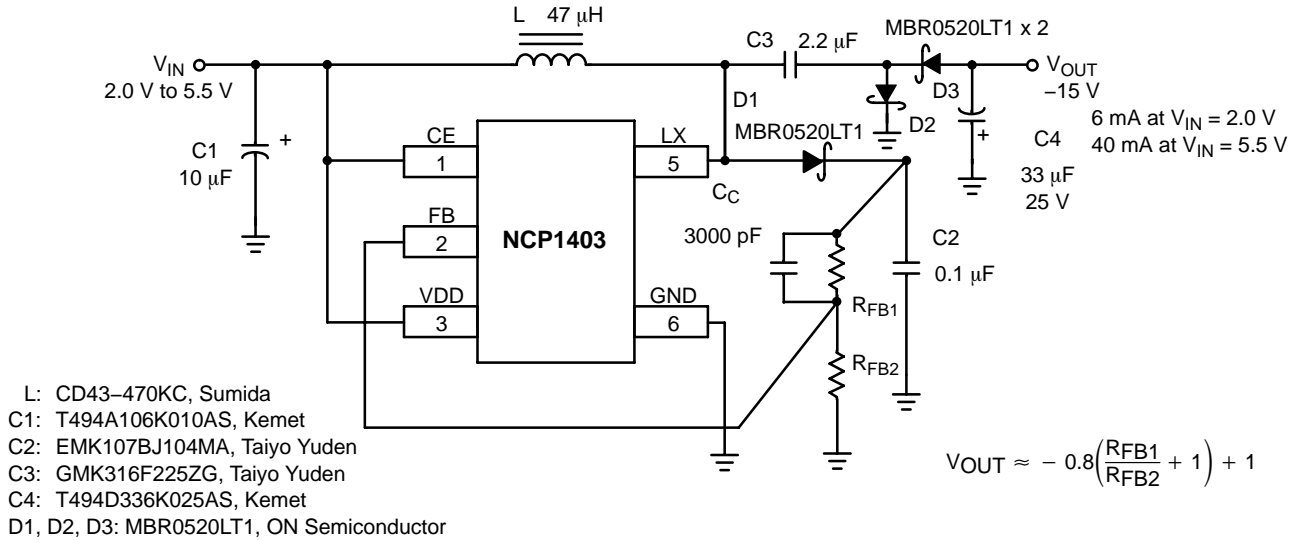 L 47 μH
C3
2.2 μF
MBR0520LT1 x 2
VIN
2.0 V to 5.5 V
VOUT
−15 V
D1
D3
D2
6 mA at VIN = 2.0 V
40 mA at VIN = 5.5 V
MBR0520LT1
C1
10 μF
+
CE
1
LX
5
+
C4
33 μF
25 V
CC
FB
2
NCP1403
3000 pF
C2
0.1 μF
VDD
3
GND
6
RFB1
RFB2
L: CD43−470KC, Sumida
C1: T494A106K010AS, Kemet
C2: EMK107BJ104MA, Taiyo Yuden
C3: GMK316F225ZG, Taiyo Yuden
C4: T494D336K025AS, Kemet
D1, D2, D3: MBR0520LT1, ON Semiconductor
VOUT ≈ − 0.8(RFB1/RFB2 + 1) + 1